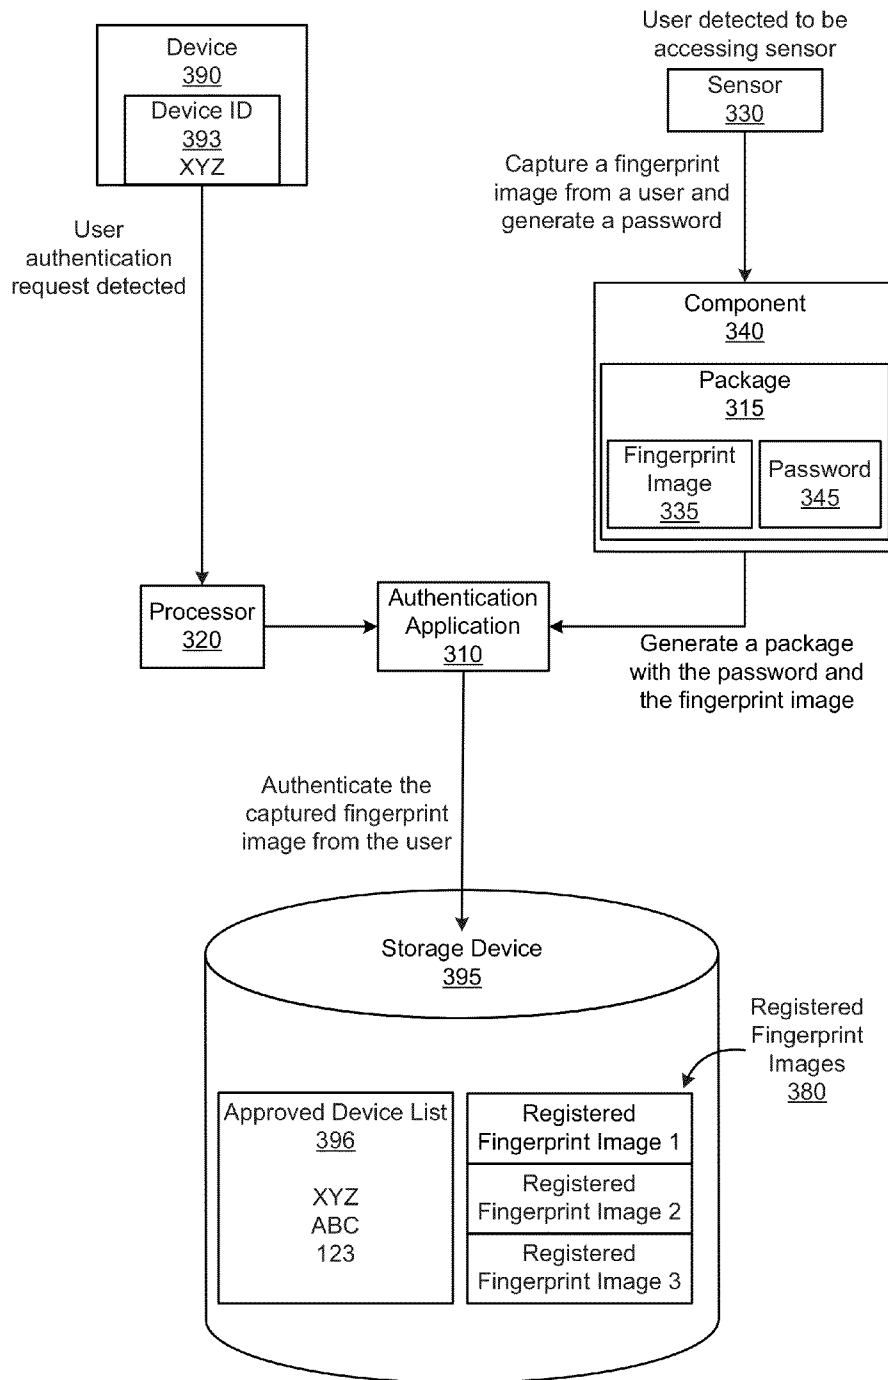 User detected to be
accessing sensor
Device
390
Device ID
393
XYZ
Sensor
330
Capture a fingerprint
image from a user and
generate a password
User
authentication
request detected
Component
340
Package
315
Fingerprint
Image
335
Password
345
Processor
320
Authentication
Application
310
Generate a package
with the password and
the fingerprint image
Authenticate the
captured fingerprint
image from the user
Storage Device
395
Registered
Fingerprint
Images
380
Approved Device List
396
XYZ
ABC
123
Registered
Fingerprint Image 1
Registered
Fingerprint Image 2
Registered
Fingerprint Image 3